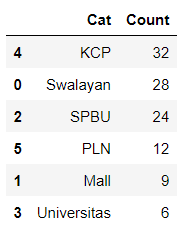 Cat Count
4 KCP 32
0 Swalayan 28
2 SPBU 24
5 PLN 12
1 Mall 9
3 Universitas 6